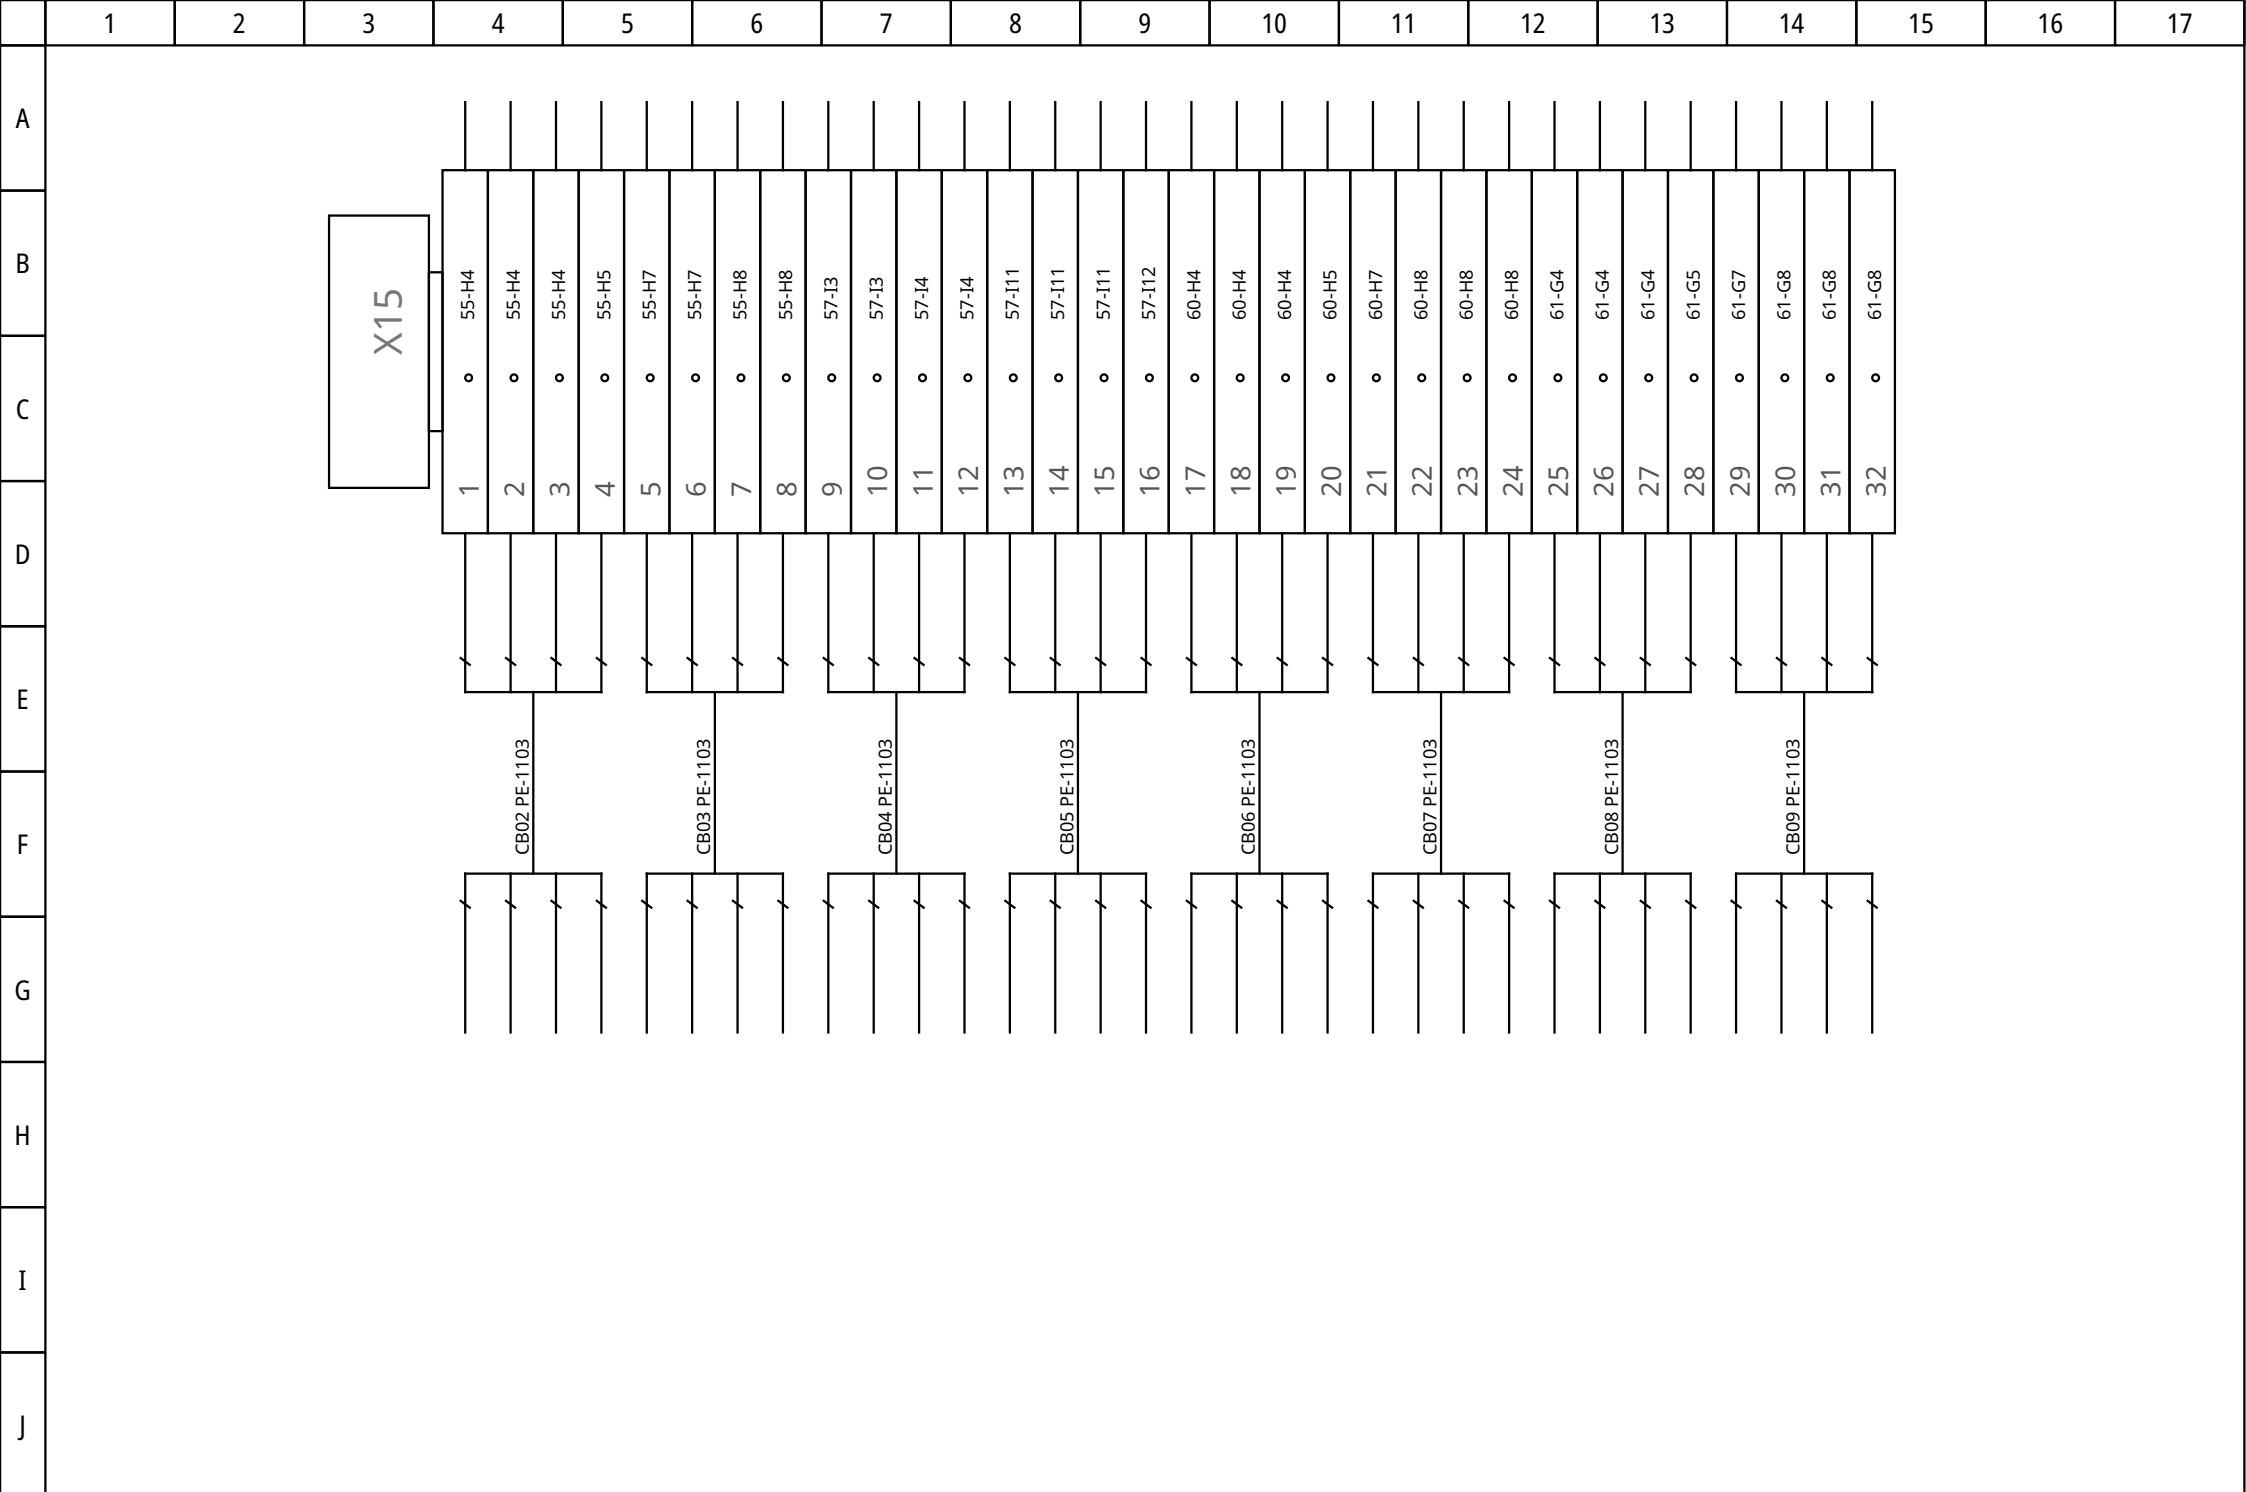 1 2 3 4 5 6 7 8 9 10 11 12 13 14 15 16 17
A
B
C
D
E
F
G
H
I
J
X15
55-H4 55-H4 55-H4 55-H5 55-H7 55-H7 55-H8 55-H8 57-I3 57-I3 57-I4 57-I4 57-I11 57-I11 57-I11 57-I12 60-H4 60-H4 60-H4 60-H5 60-H7 60-H8 60-H8 60-H8 61-G4 61-G4 61-G4 61-G5 61-G7 61-G8 61-G8 61-G8
1 2 3 4 5 6 7 8 9 10 11 12 13 14 15 16 17 18 19 20 21 22 23 24 25 26 27 28 29 30 31 32
CB02 PE-1103
CB03 PE-1103
CB04 PE-1103
CB05 PE-1103
CB06 PE-1103
CB07 PE-1103
CB08 PE-1103
CB09 PE-1103